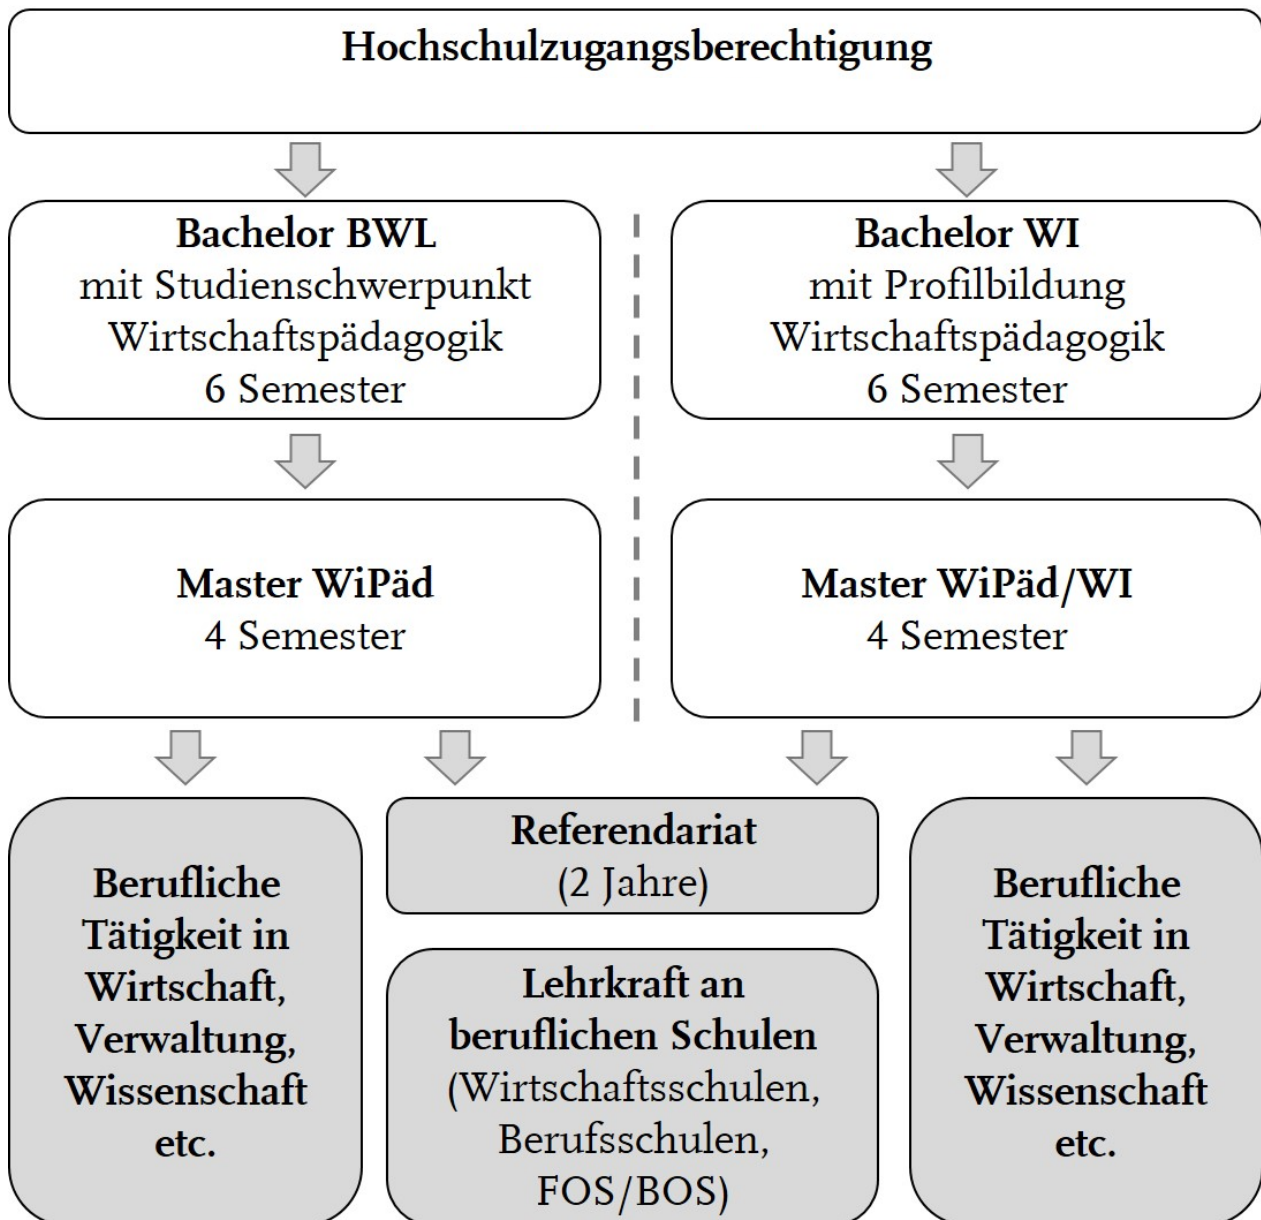 Hochschulzugangsberechtigung
Bachelor BWL
mit Studienschwerpunkt
Wirtschaftspädagogik
6 Semester
Bachelor WI
mit Profilbildung
Wirtschaftspädagogik
6 Semester
Master WiPäd
4 Semester
Master WiPäd/WI
4 Semester
Berufliche
Tätigkeit in
Wirtschaft,
Verwaltung,
Wissenschaft
etc.
Referendariat
(2 Jahre)
Lehrkraft an
beruflichen Schulen
(Wirtschaftsschulen,
Berufsschulen,
FOS/BOS)
Berufliche
Tätigkeit in
Wirtschaft,
Verwaltung,
Wissenschaft
etc.